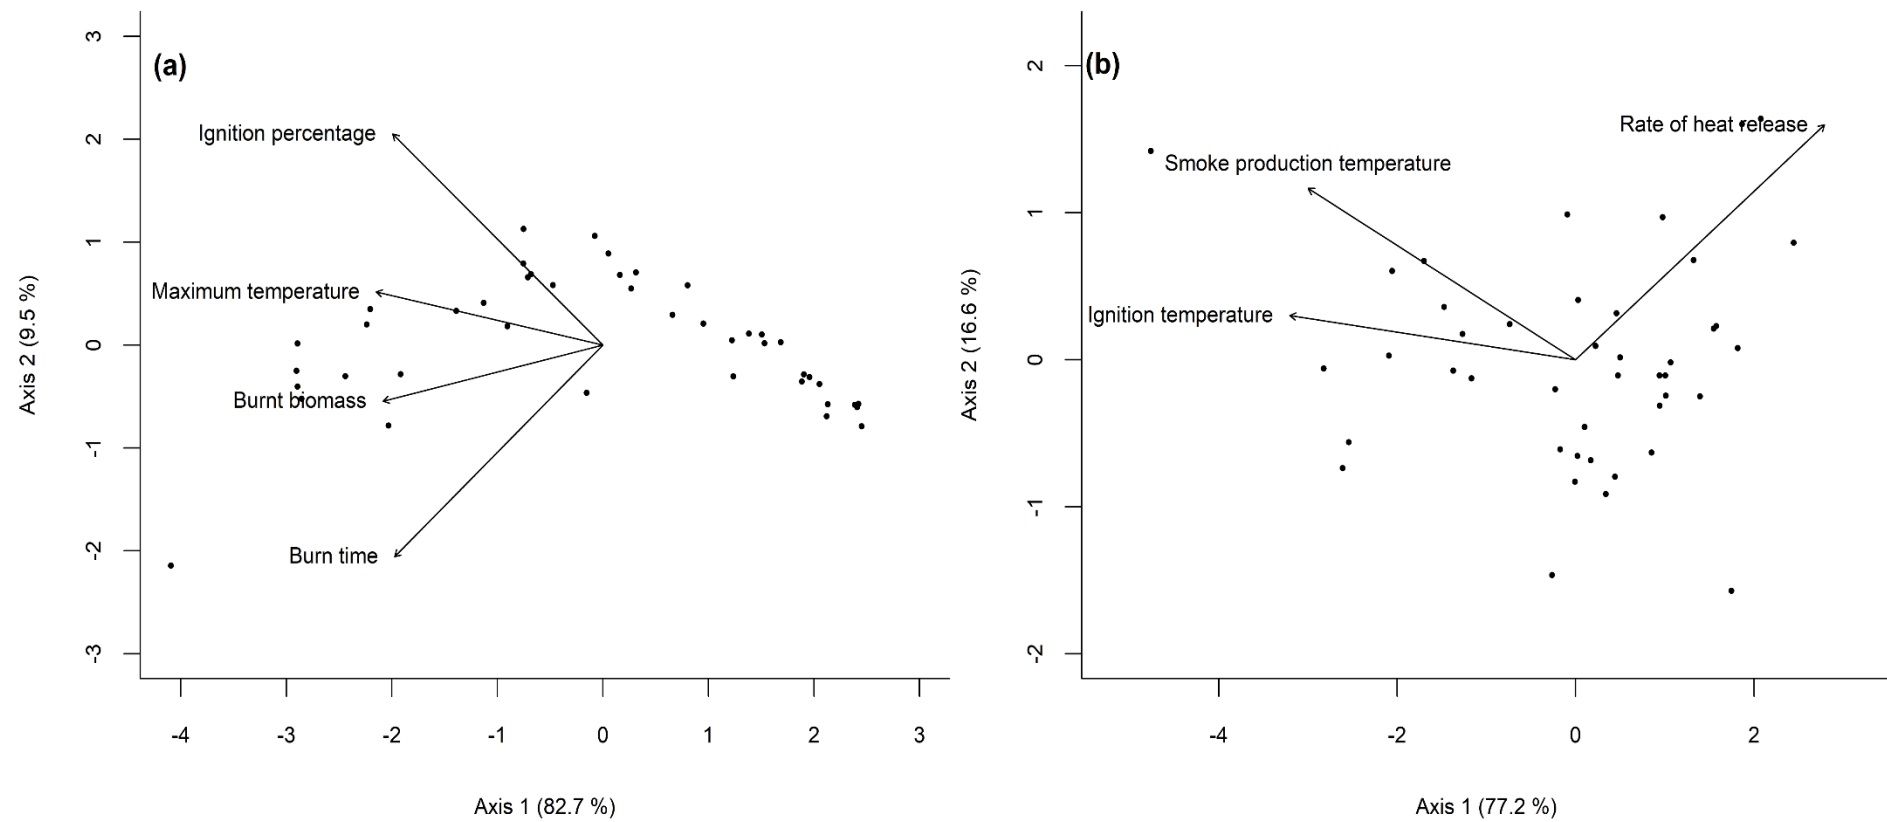 (a)
3
2
1
0
-1
-2
-3
Axis 2 (9.5 %)
Ignition percentage
Maximum temperature
Burnt biomass
Burn time
-4 -3 -2 -1 0 1 2 3
Axis 1 (82.7 %)
(b)
2
1
0
-1
-2
Axis 2 (16.6 %)
Rate of heat release
Smoke production temperature
Ignition temperature
-4 -2 0 2
Axis 1 (77.2 %)